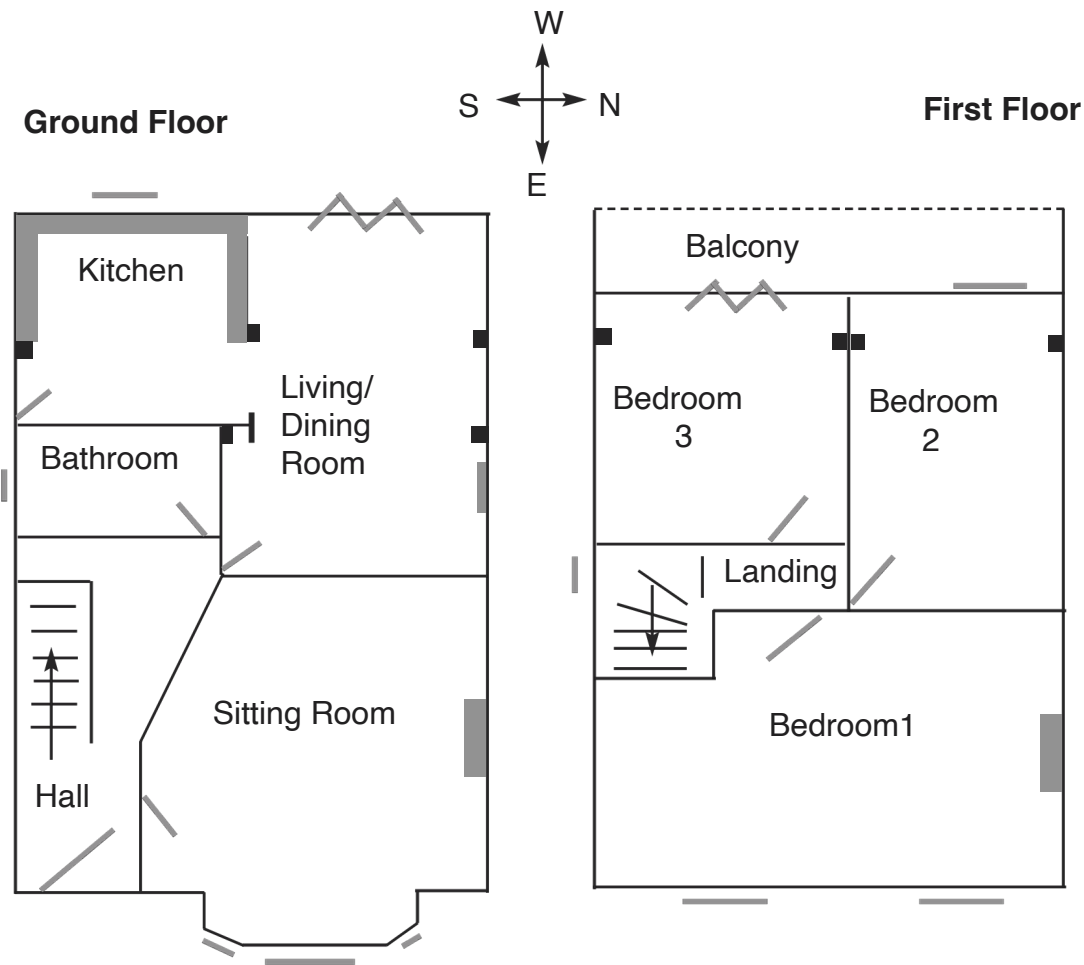 W
S
N
E
Ground Floor
First Floor
Kitchen
Living/
Dining
Room
Bathroom
Sitting Room
Hall
Balcony
Bedroom
3
Bedroom
2
Landing
Bedroom1